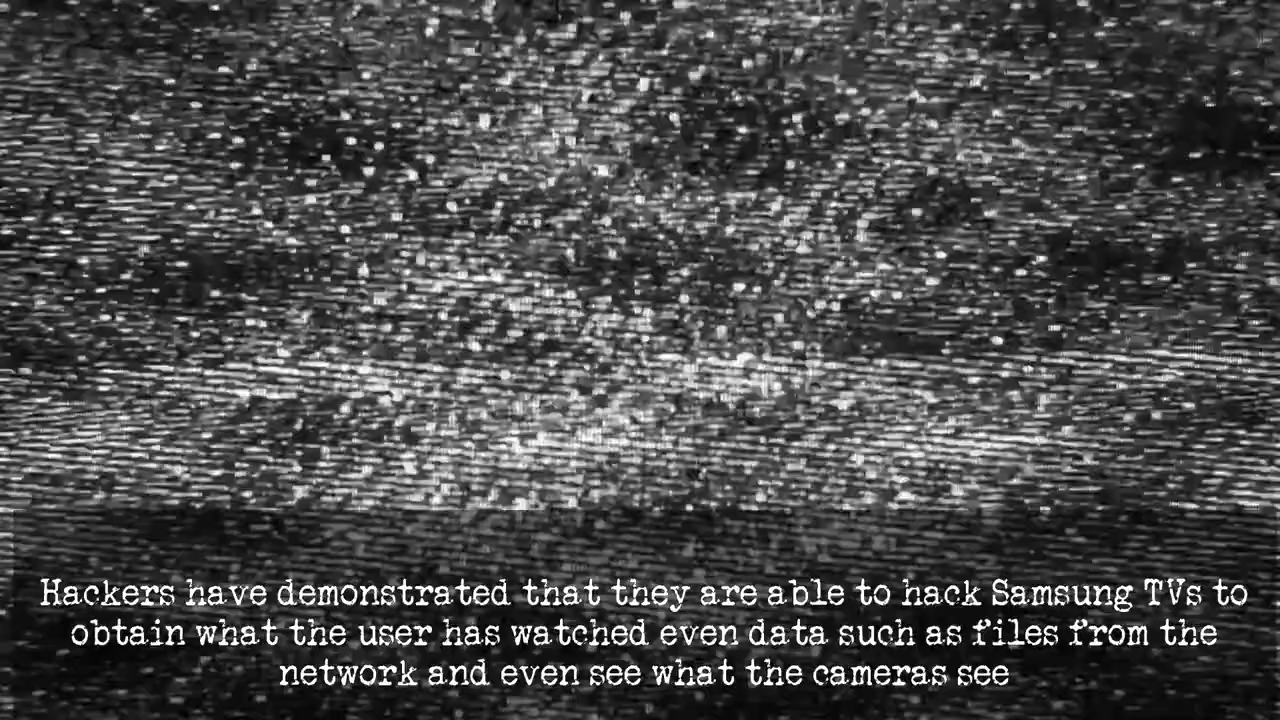 Hackers have demonstrated that they are able to hack Samsung TVs to
obtain what the user has watched even data such as files from the
network and even see what the cameras see